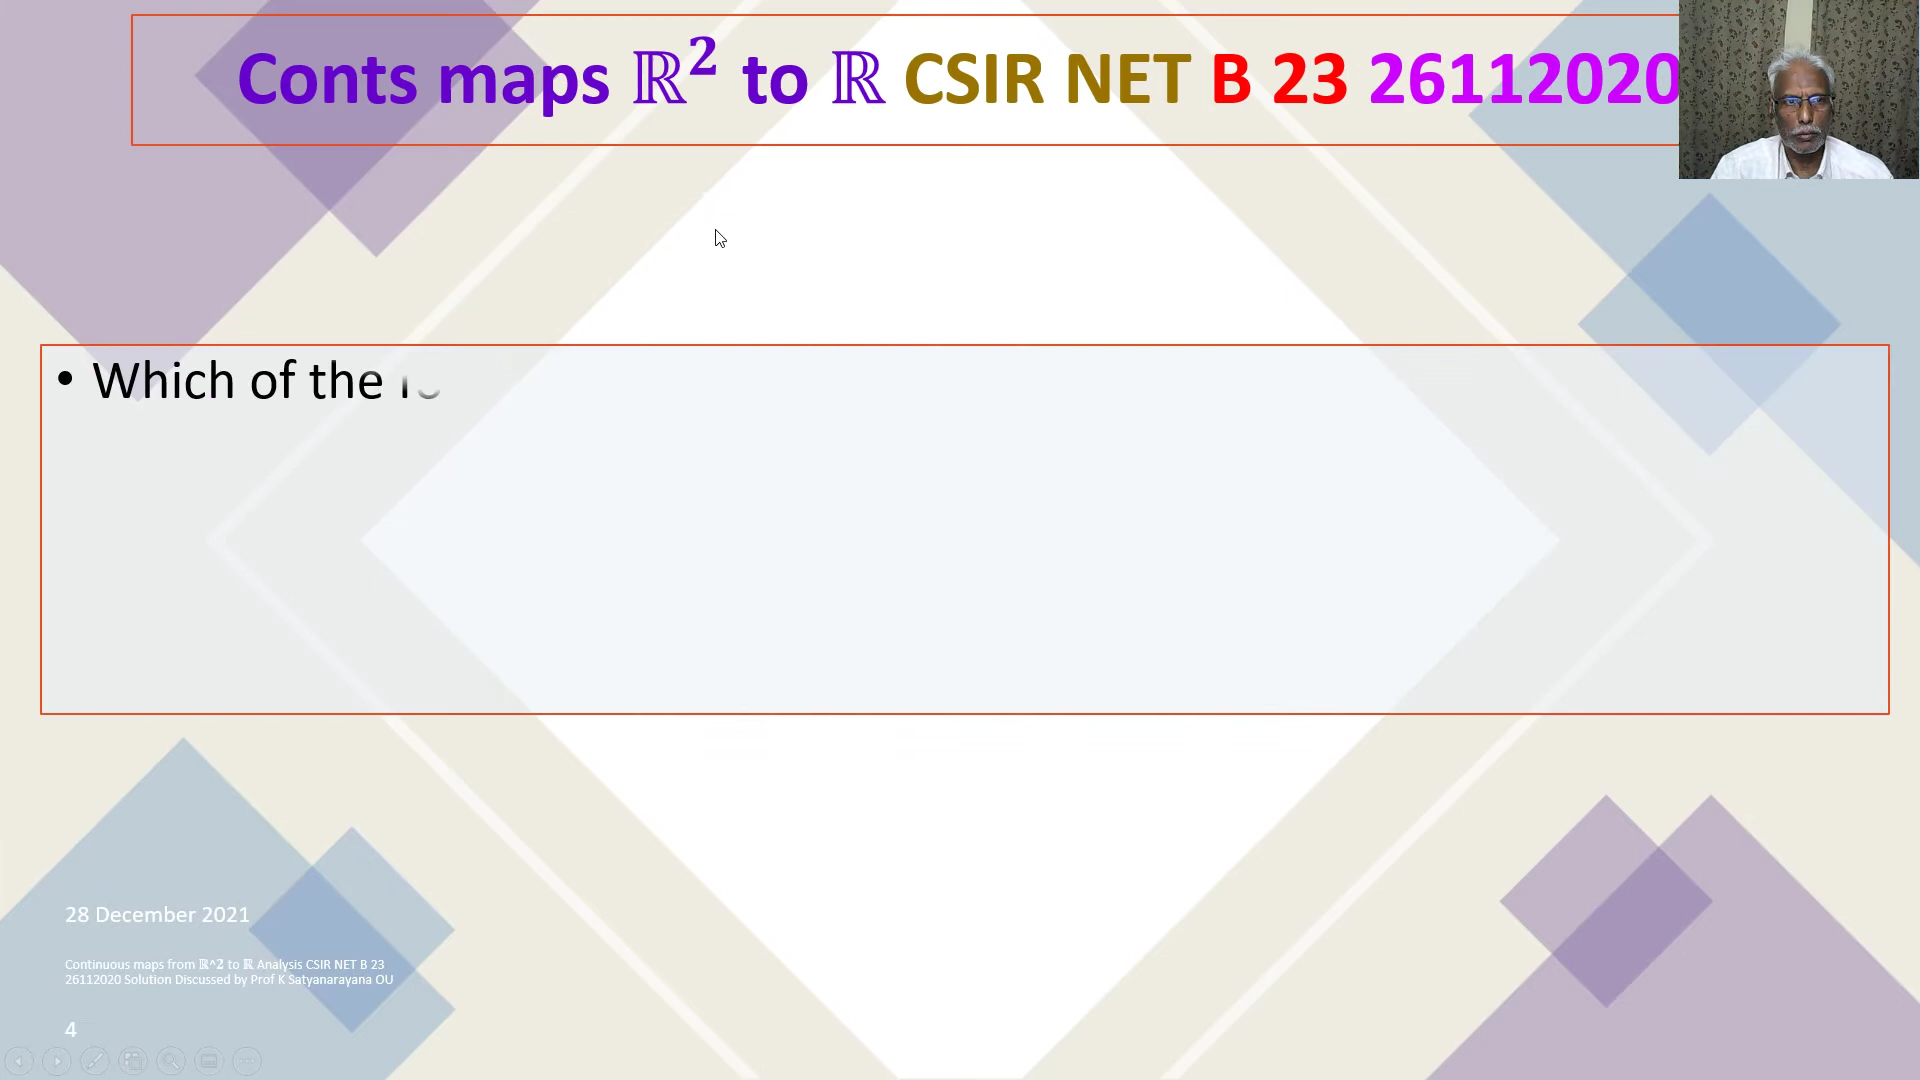 Conts maps ℝ² to ℝ CSIR NET B 23 26112020
• Which of the
28 December 2021
Continuous maps from ℝ^2 to ℝ Analysis CSIR NET B 23
26112020 Solution Discussed by Prof K Satyanarayana OU
4